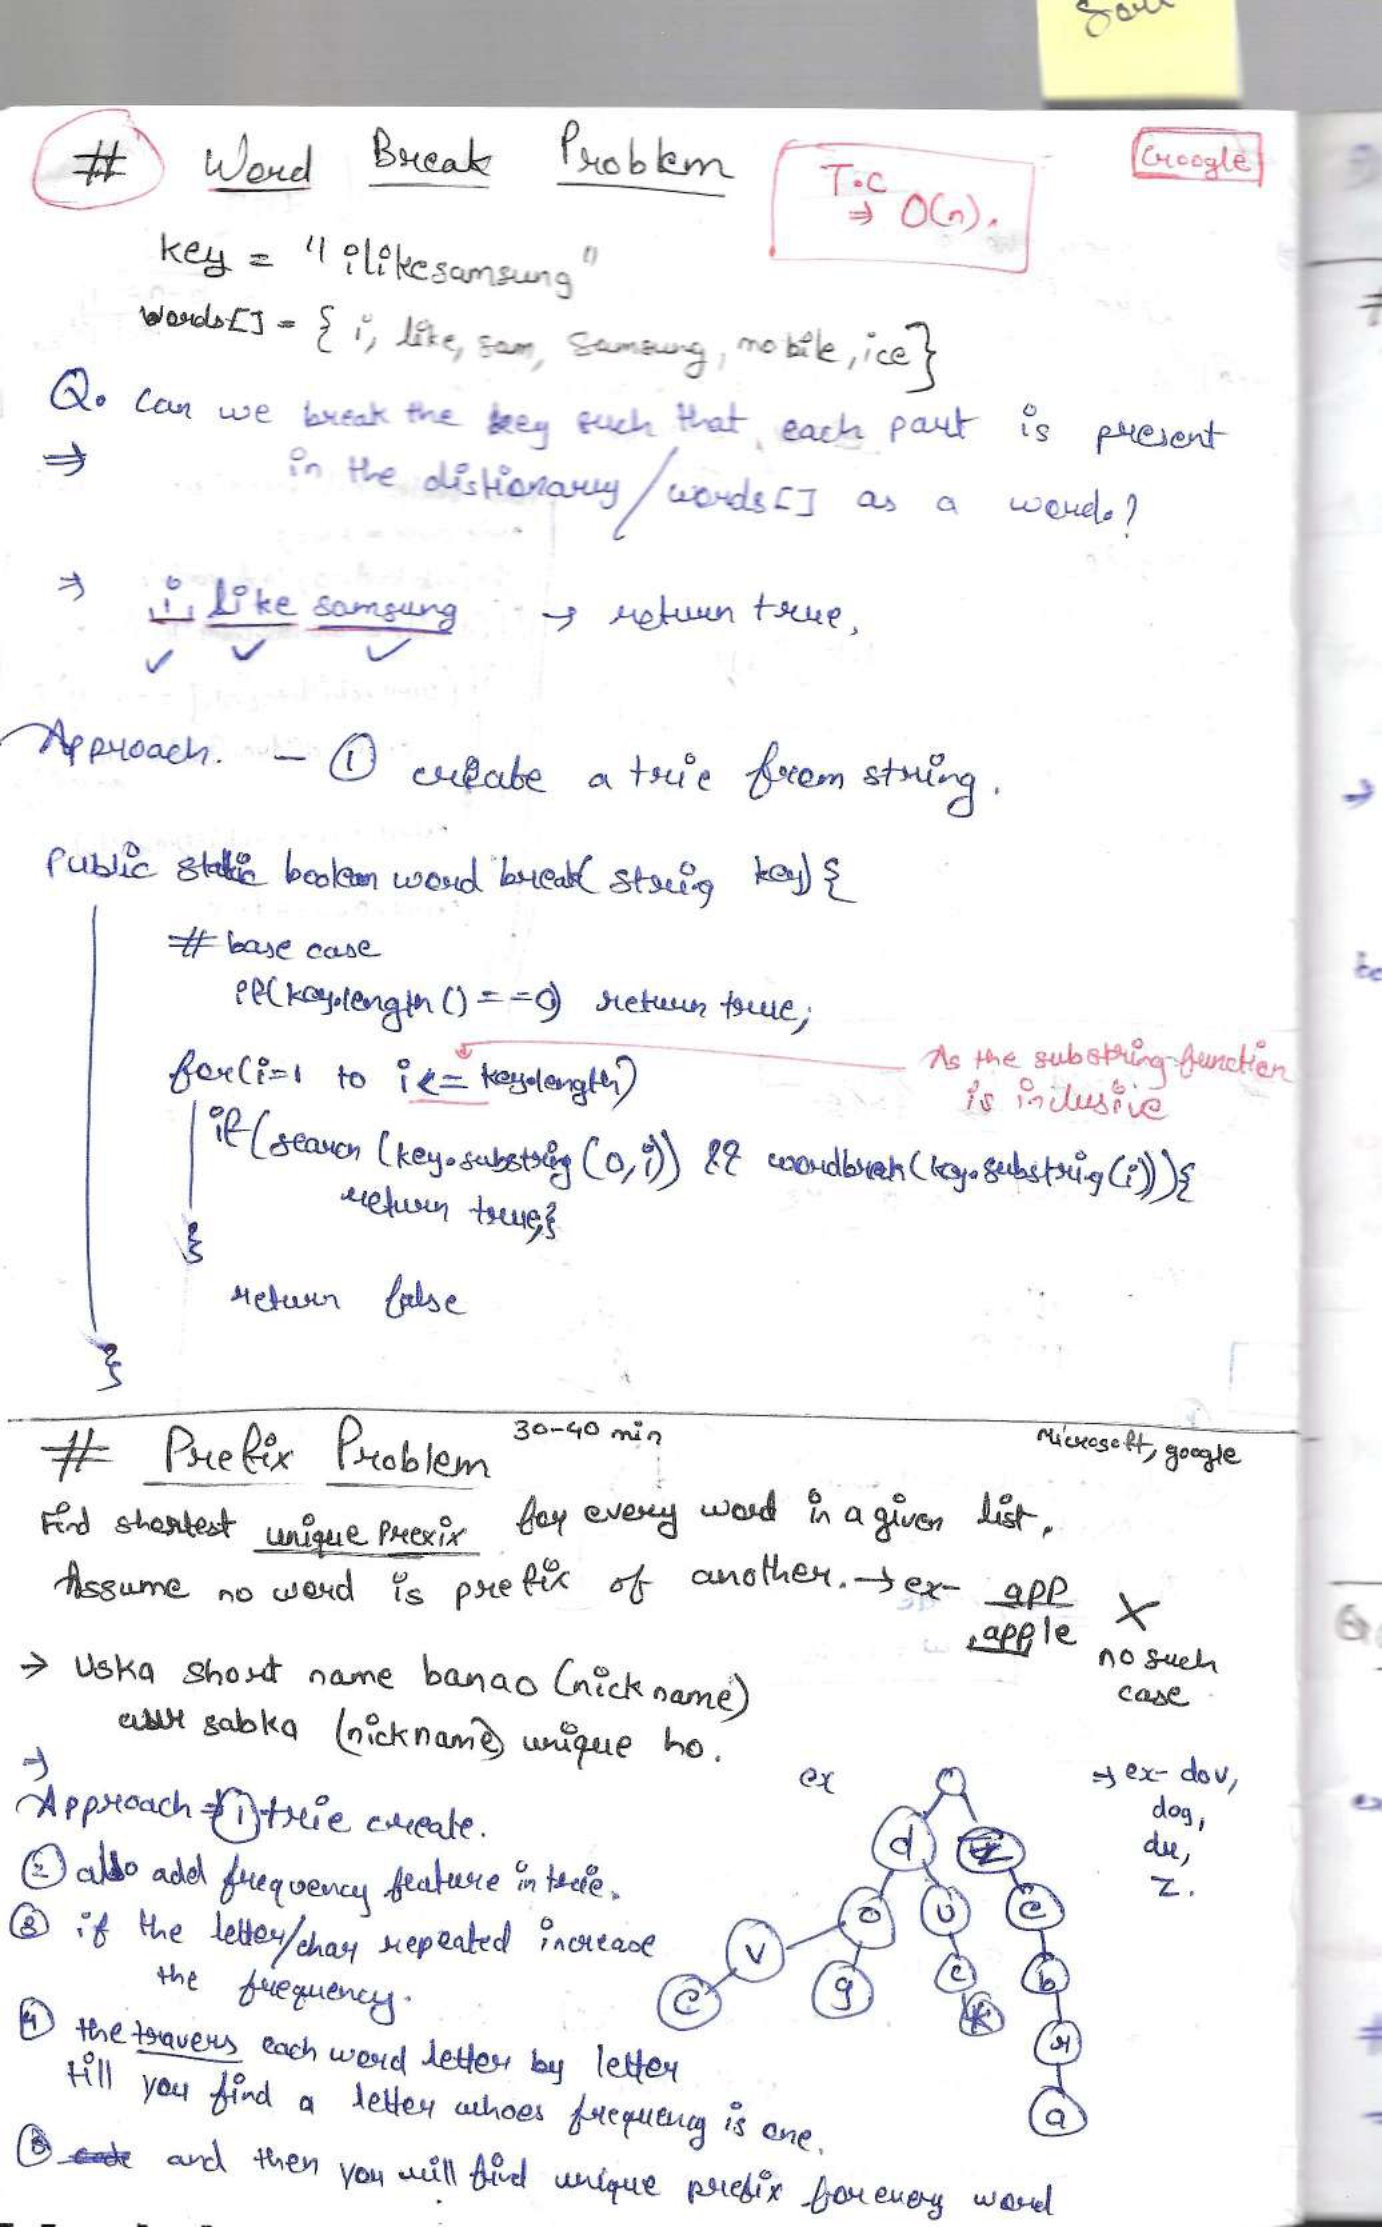 # Word Break Problem
T.C
⇒ O(n).
Google
key = "ilikesamsung"
words[] = { i, like, sam, Samsung, mobile, ice}
Q. Can we break the key such that, each part is present
⇒ in the distionary/words[] as a word.?
→ i, like samsung → return true,
✓ ✓ ✓
Approach. - ① create a trie from string.
Public static boolean word break( string key) {
# base case
if(key.length() == 0) return true;
for(i=1 to i <= key.length)
As the substring function
is inclusive
if(search (key.substring (0, i)) && wordbreak(key.substring(i))){
return true;}
}
return false
}
# Prefix Problem 30-40 min
Microsoft, google
Find shortest unique Prexix for every word in a given list.
Assume no word is prefix of another. → ex- app X
apple
no such
case
→ Uska short name banao (nick name)
aur sabka (nickname) unique ho.
→
Approach → ① trie create.
② also add frequency feature in trie.
③ if the letter/char repeated increase
the frequency.
④ the travers each word letter by letter
till you find a letter whoes frequency is one.
⑤ and then you will find unique prefix for every word
ex
d z
o u e
v g c b
e k r
a
→ ex- dov,
dog,
du,
z.